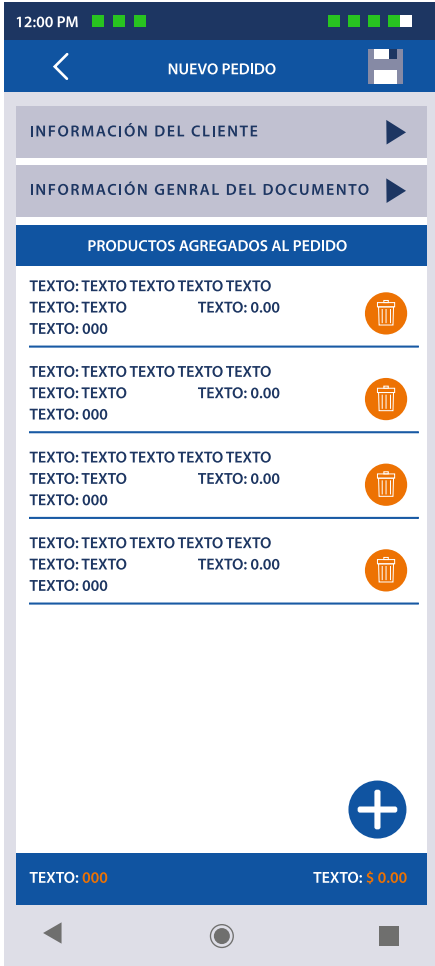 12:00 PM
NUEVO PEDIDO
INFORMACIÓN DEL CLIENTE
INFORMACIÓN GENRAL DEL DOCUMENTO
PRODUCTOS AGREGADOS AL PEDIDO
TEXTO: TEXTO TEXTO TEXTO TEXTO
TEXTO: TEXTO TEXTO: 0.00
TEXTO: 000
TEXTO: TEXTO TEXTO TEXTO TEXTO
TEXTO: TEXTO TEXTO: 0.00
TEXTO: 000
TEXTO: TEXTO TEXTO TEXTO TEXTO
TEXTO: TEXTO TEXTO: 0.00
TEXTO: 000
TEXTO: TEXTO TEXTO TEXTO TEXTO
TEXTO: TEXTO TEXTO: 0.00
TEXTO: 000
TEXTO: 000 TEXTO: $ 0.00